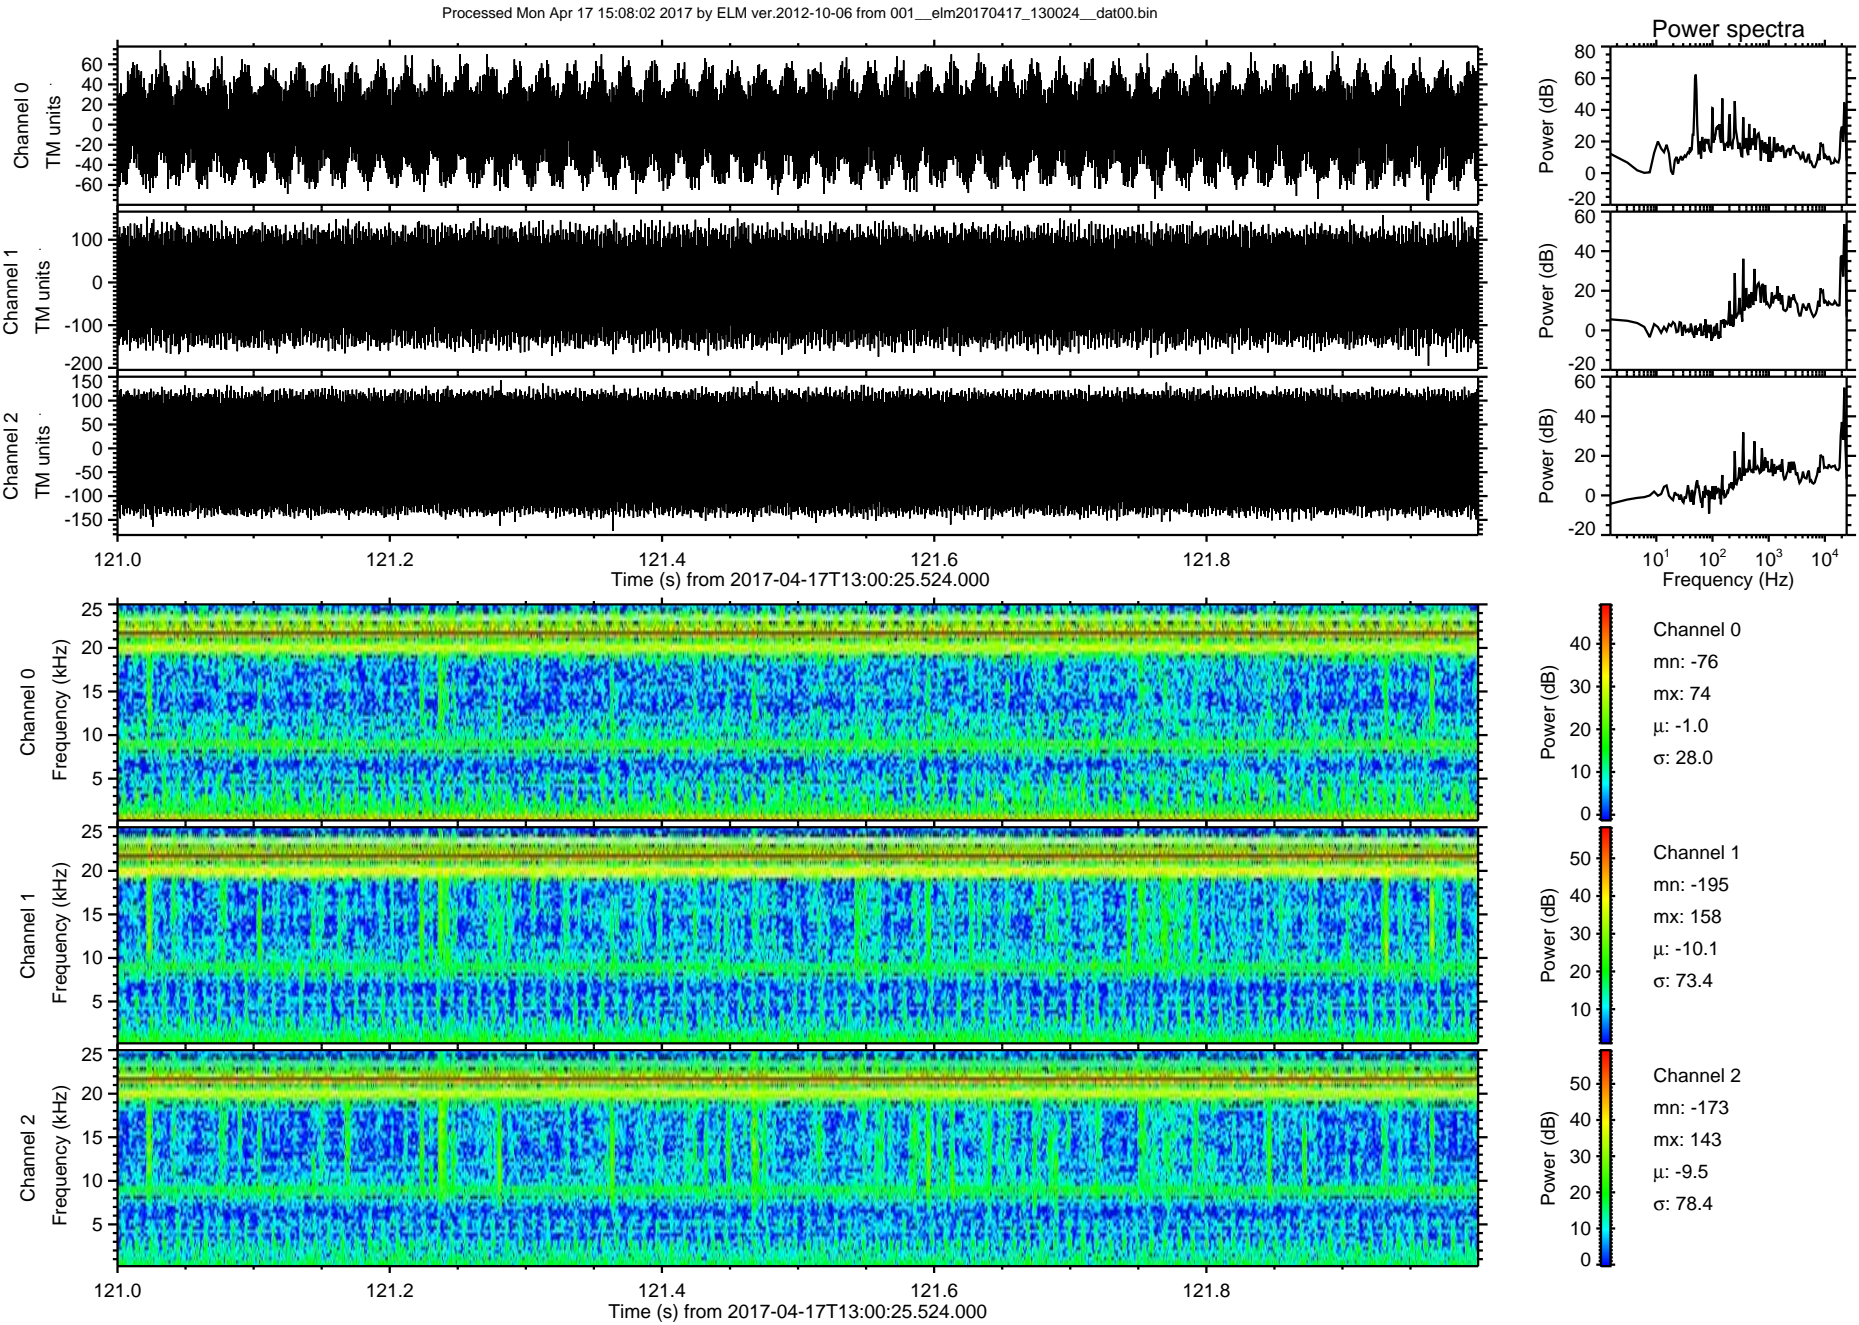 Processed Mon Apr 17 15:08:02 2017 by ELM ver.2012-10-06 from 001__elm20170417_130024__dat00.bin
Power spectra
Channel 0
TM units
60
40
20
0
-20
-40
-60
Power (dB)
80
60
40
20
0
-20
Channel 1
TM units
100
0
-100
-200
Power (dB)
60
40
20
0
-20
Channel 2
TM units
150
100
50
0
-50
-100
-150
Power (dB)
60
40
20
0
-20
121.0 121.2 121.4 121.6 121.8
Time (s) from 2017-04-17T13:00:25.524.000
10^1 10^2 10^3 10^4
Frequency (Hz)
Channel 0
Frequency (kHz)
25
20
15
10
5
Power (dB)
40
30
20
10
0
Channel 0
mn: -76
mx: 74
μ: -1.0
σ: 28.0
Channel 1
Frequency (kHz)
25
20
15
10
5
Power (dB)
50
40
30
20
10
Channel 1
mn: -195
mx: 158
μ: -10.1
σ: 73.4
Channel 2
Frequency (kHz)
25
20
15
10
5
Power (dB)
50
40
30
20
10
0
Channel 2
mn: -173
mx: 143
μ: -9.5
σ: 78.4
121.0 121.2 121.4 121.6 121.8
Time (s) from 2017-04-17T13:00:25.524.000